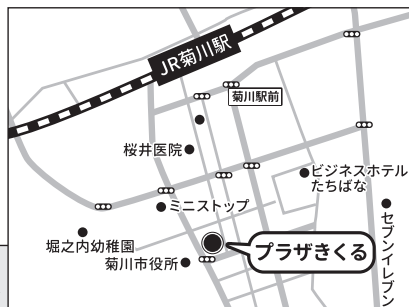 JR菊川駅
菊川駅前
桜井医院
ビジネスホテル
たちばな
ミニストップ
セブンイレブン
堀之内幼稚園
プラザきくる
菊川市役所